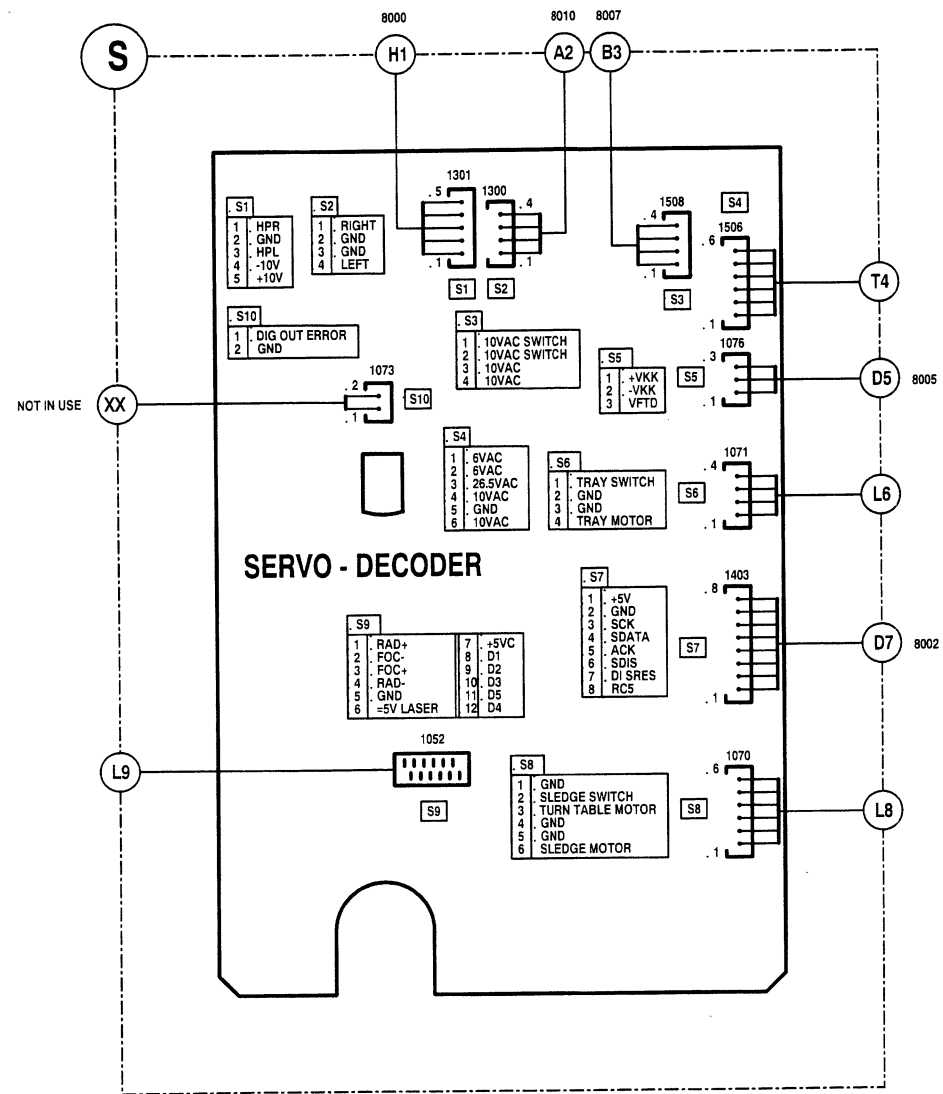 8000
8010
8007
S
H1
A2
B3
1301
1300
1508
S4
. S1
1 . HPR
2 . GND
3 . HPL
4 . -10V
5 . +10V
. S2
1 . RIGHT
2 . GND
3 . GND
4 . LEFT
. 5
. 1
. 4
. 1
S1
S2
. 4
. 1
S3
1506
. 6
. 1
T4
. S10
1 . DIG OUT ERROR
2 . GND
. S3
1 . 10VAC SWITCH
2 . 10VAC SWITCH
3 . 10VAC
4 . 10VAC
. S5
1 . +VKK
2 . -VKK
3 VFTD
S5
1076
. 3
. 1
D5
8005
NOT IN USE
XX
1073
. 2
. 1
S10
. S4
1 . 6VAC
2 . 6VAC
3 . 26.5VAC
4 . 10VAC
5 . GND
6 10VAC
. S6
1 . TRAY SWITCH
2 . GND
3 . GND
4 TRAY MOTOR
S6
1071
. 4
. 1
L6
SERVO - DECODER
. S7
1 . +5V
2 . GND
3 . SCK
4 . SDATA
5 . ACK
6 . SDIS
7 . DI SRES
8 RC5
S7
1403
. 8
. 1
D7
8002
. S9
1 . RAD+
2 . FOC-
3 . FOC+
4 . RAD-
5 . GND
6 =5V LASER
7 . +5VC
8 . D1
9 . D2
10 . D3
11 . D5
12 . D4
1052
S9
L9
. S8
1 . GND
2 . SLEDGE SWITCH
3 . TURN TABLE MOTOR
4 . GND
5 . GND
6 SLEDGE MOTOR
S8
1070
. 6
. 1
L8